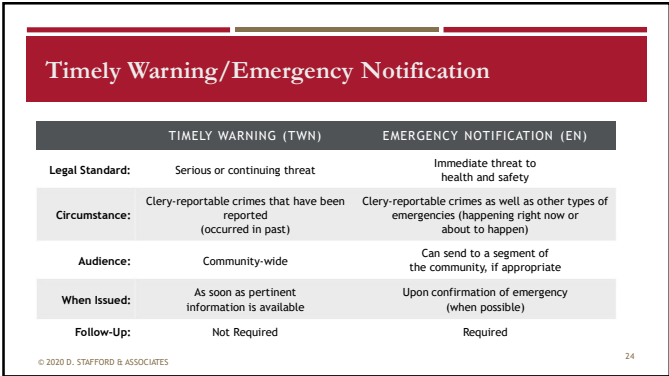 Timely Warning/Emergency Notification
TIMELY WARNING (TWN) EMERGENCY NOTIFICATION (EN)
Legal Standard: Serious or continuing threat Immediate threat to
health and safety
Circumstance: Clery-reportable crimes that have been
reported
(occurred in past) Clery-reportable crimes as well as other types of
emergencies (happening right now or
about to happen)
Audience: Community-wide Can send to a segment of
the community, if appropriate
When Issued: As soon as pertinent
information is available Upon confirmation of emergency
(when possible)
Follow-Up: Not Required Required
© 2020 D. STAFFORD & ASSOCIATES
24